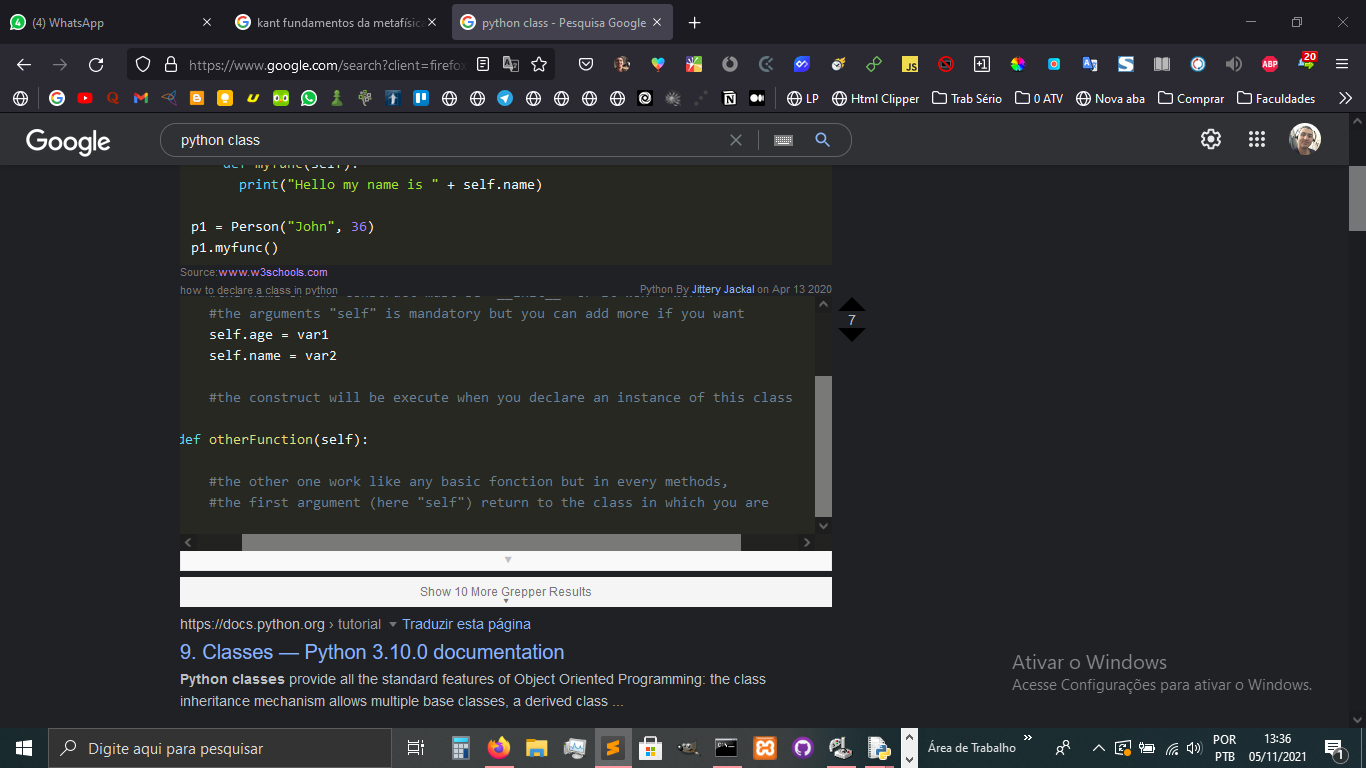 (4) WhatsApp
kant fundamentos da metafísica
python class - Pesquisa Google
https://www.google.com/search?client=firefox
JS
ABP
20
LP
Html Clipper
Trab Sério
0 ATV
Nova aba
Comprar
Faculdades
Google
python class
def myfunc(self):
print("Hello my name is " + self.name)
p1 = Person("John", 36)
p1.myfunc()
Source:www.w3schools.com
how to declare a class in python
Python By Jittery Jackal on Apr 13 2020
#the arguments "self" is mandatory but you can add more if you want
7
self.age = var1
self.name = var2
#the construct will be execute when you declare an instance of this class
def otherFunction(self):
#the other one work like any basic fonction but in every methods,
#the first argument (here "self") return to the class in which you are
Show 10 More Grepper Results
https://docs.python.org › tutorial Traduzir esta página
9. Classes — Python 3.10.0 documentation
Python classes provide all the standard features of Object Oriented Programming: the class
inheritance mechanism allows multiple base classes, a derived class ...
Ativar o Windows
Acesse Configurações para ativar o Windows.
Digite aqui para pesquisar
Área de Trabalho
POR
PTB
13:36
05/11/2021
1